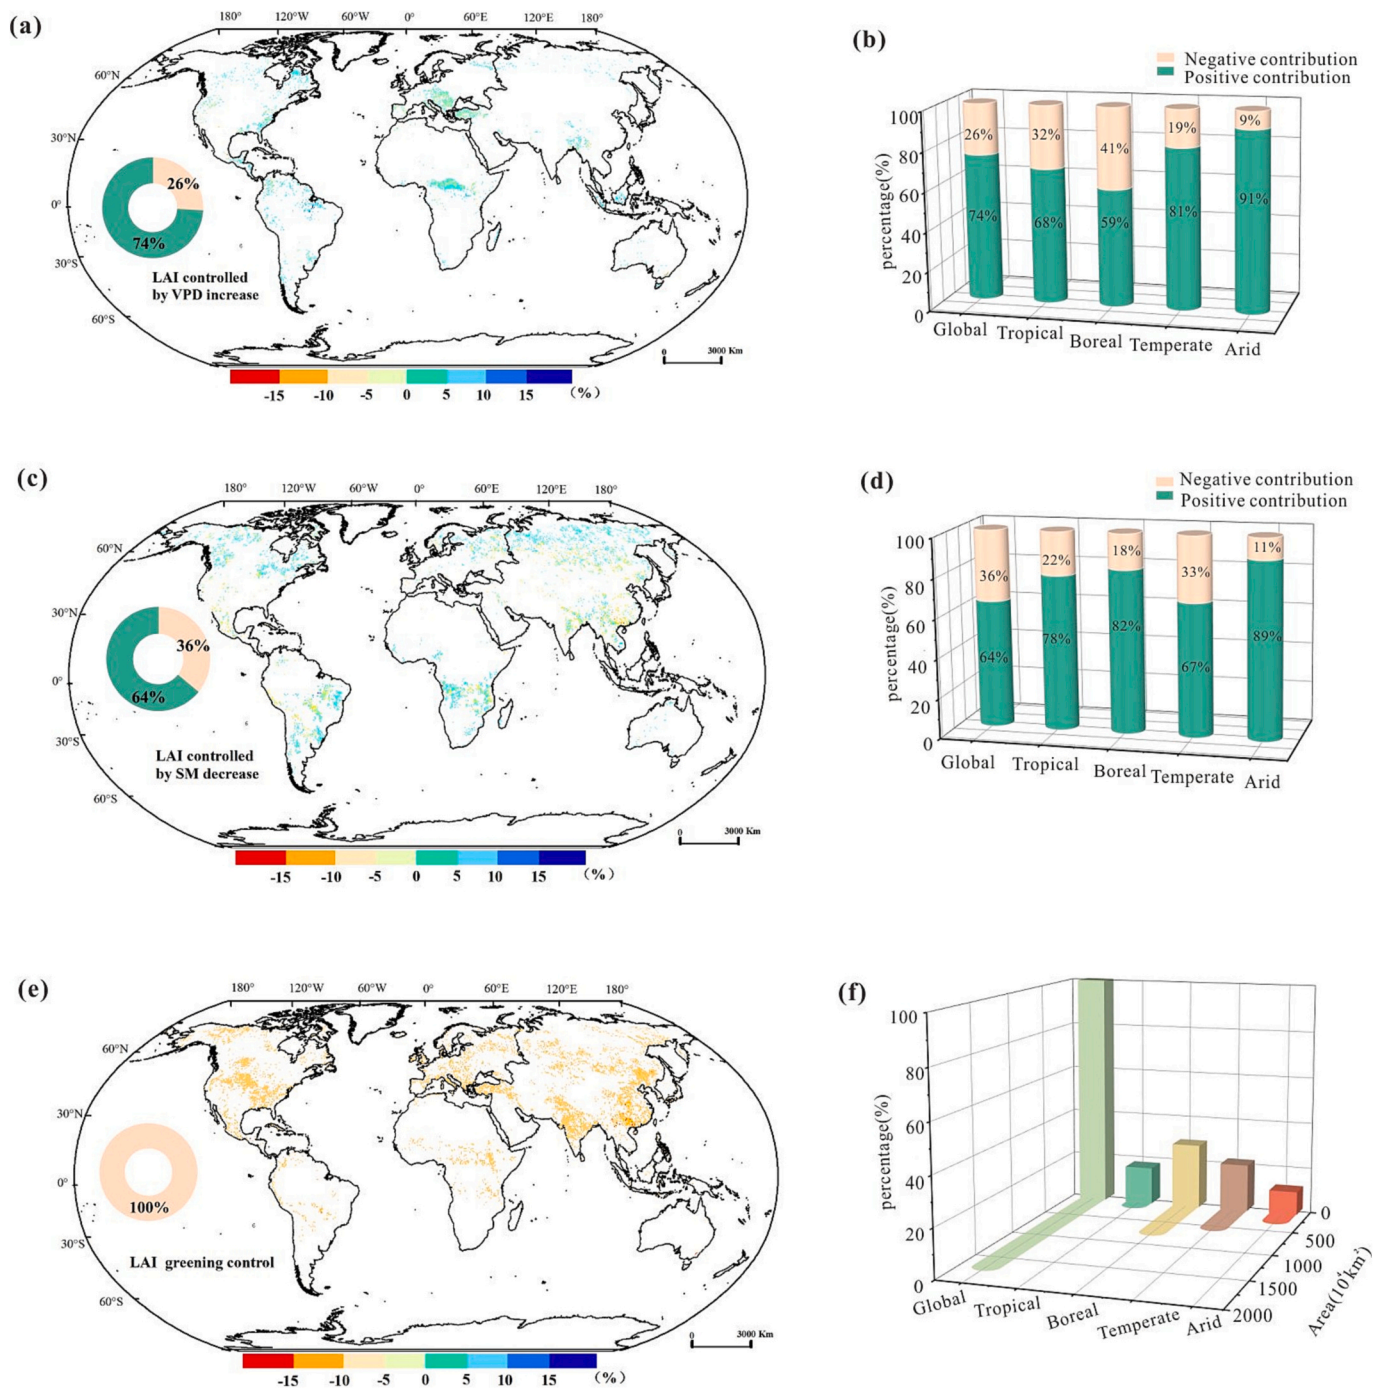 (a)
180° 120°W 60°W 0° 60°E 120°E 180°
60°N
30°N
0°
30°S
60°S
26%
74%
LAI controlled
by VPD increase
0 3000 Km
-15 -10 -5 0 5 10 15 (%)
(b)
Negative contribution
Positive contribution
percentage(%)
100
80
60
40
20
0
26% 32% 41% 19% 9%
74% 68% 59% 81% 91%
Global Tropical Boreal Temperate Arid
(c)
180° 120°W 60°W 0° 60°E 120°E 180°
60°N
30°N
0°
30°S
60°S
36%
64%
LAI controlled
by SM decrease
0 3000 Km
-15 -10 -5 0 5 10 15 (%)
(d)
Negative contribution
Positive contribution
percentage(%)
100
80
60
40
20
0
36% 22% 18% 33% 11%
64% 78% 82% 67% 89%
Global Tropical Boreal Temperate Arid
(e)
180° 120°W 60°W 0° 60°E 120°E 180°
60°N
30°N
0°
30°S
60°S
100%
LAI greening control
0 3000 Km
-15 -10 -5 0 5 10 15 (%)
(f)
percentage(%)
100
80
60
40
20
0
Global Tropical Boreal Temperate Arid
0
500
1000
1500
2000
Area(10⁴km²)